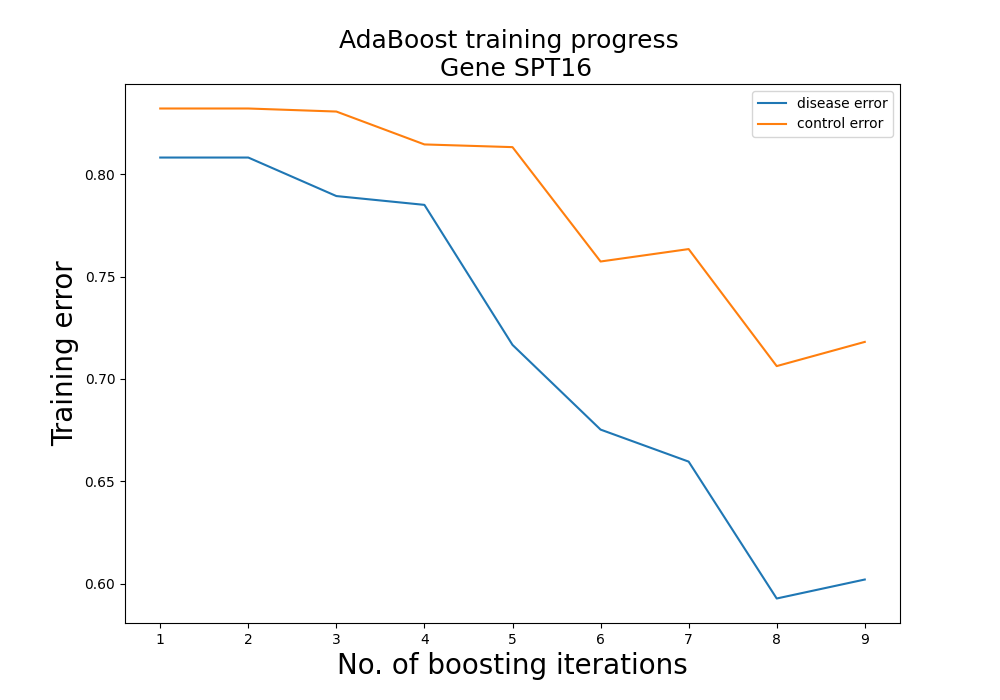 AdaBoost training progress
Gene SPT16
disease error
control error
Training error
0.80
0.75
0.70
0.65
0.60
1 2 3 4 5 6 7 8 9
No. of boosting iterations